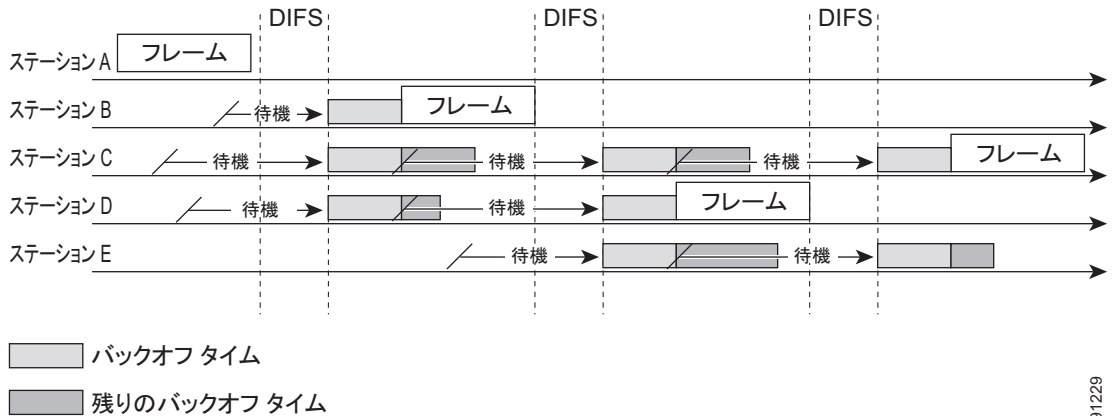 DIFS DIFS DIFS
ステーション A フレーム
ステーション B 待機 フレーム
ステーション C 待機 待機 待機 フレーム
ステーション D 待機 待機 フレーム
ステーション E 待機 待機
バックオフ タイム
残りのバックオフ タイム